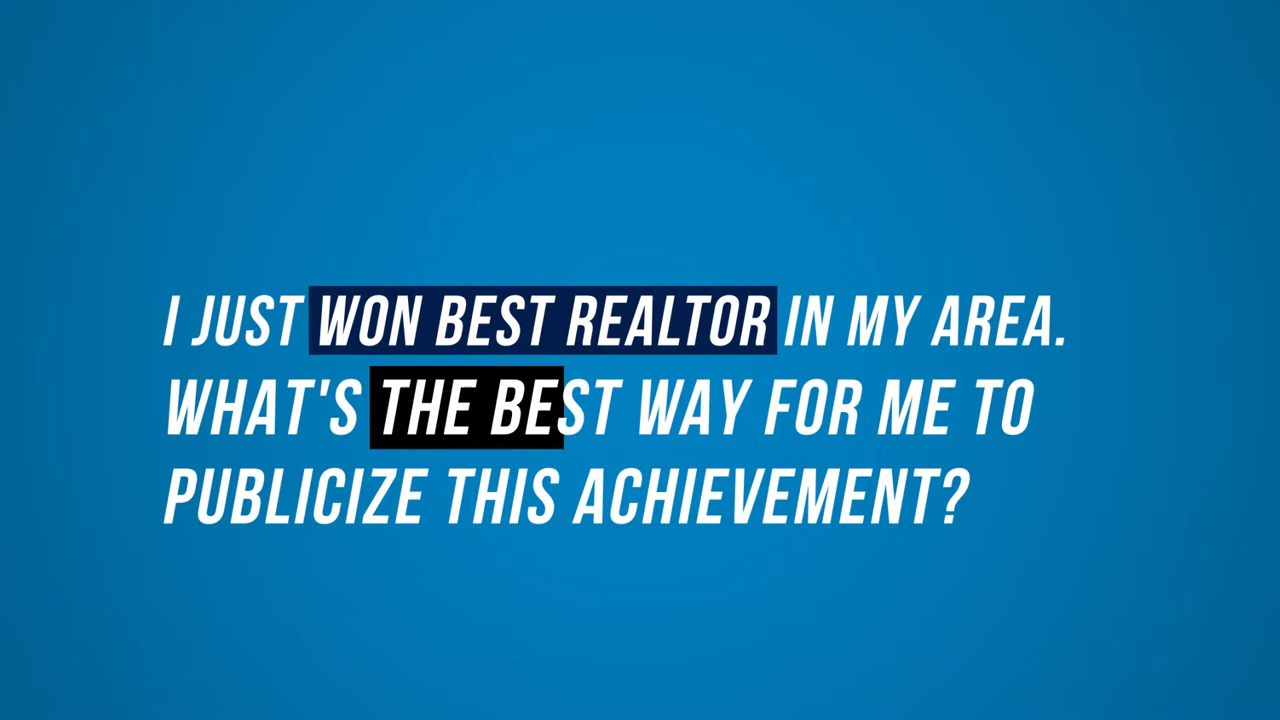 I JUST WON BEST REALTOR IN MY AREA.
WHAT'S THE BEST WAY FOR ME TO
PUBLICIZE THIS ACHIEVEMENT?